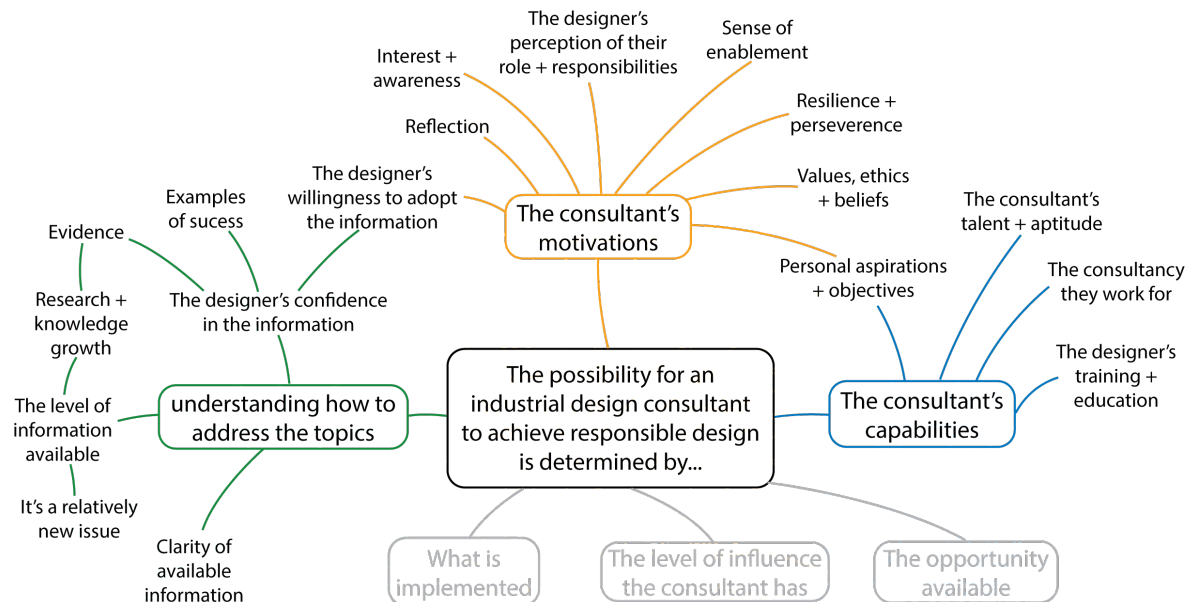 The designer's
perception of their
role + responsibilities
Sense of
enablement
Interest +
awareness
Resilience +
perseverence
Reflection
The designer's
willingness to adopt
the information
Values, ethics
+ beliefs
Examples
of sucess
The consultant's
motivations
The consultant's
talent + aptitude
Evidence
Personal aspirations
+ objectives
The consultancy
they work for
Research +
knowledge
growth
The designer's confidence
in the information
The designer's
training +
education
The possibility for an
industrial design consultant
to achieve responsible design
is determined by...
The level of
information
available
understanding how to
address the topics
The consultant's
capabilities
It's a relatively
new issue
Clarity of
available
information
What is
implemented
The level of influence
the consultant has
The opportunity
available